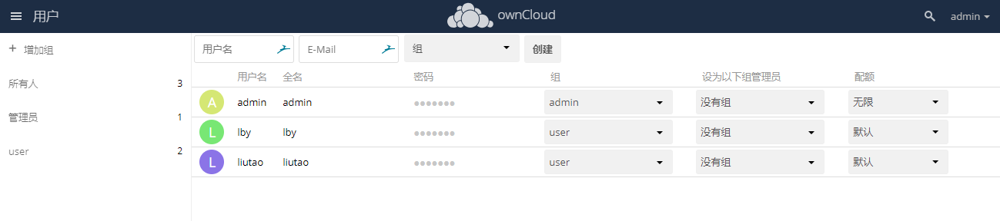 用户 ownCloud admin
+ 增加组
所有人 3
管理员 1
user 2
用户名 E-Mail 组 创建
用户名 全名 密码 组 设为以下组管理员 配额
A admin admin ●●●●●●● admin 没有组 无限
L lby lby ●●●●●●● user 没有组 默认
L liutao liutao ●●●●●●● user 没有组 默认